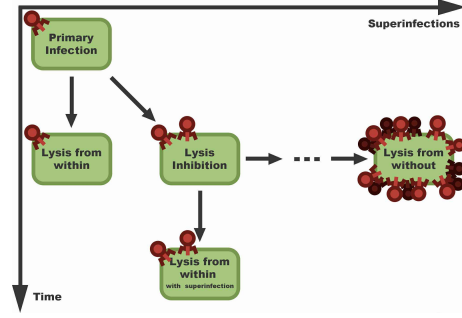 Superinfections
Primary
Infection
Lysis from
within
Lysis
Inhibition
Lysis from
without
Lysis from
within
with superinfection
Time